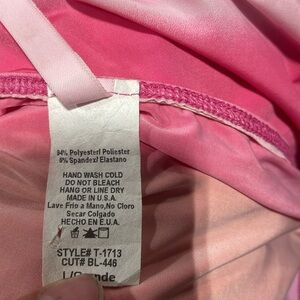 94% Polyester/ Poliester
6% Spandex/ Elastano
HAND WASH COLD
DO NOT BLEACH
HANG OR LINE DRY
MADE IN U.S.A.
Lave Frio a Mano,No Cloro
Secar Colgado
HECHO EN E.U.A.
STYLE# T-1713
CUT# BL-446